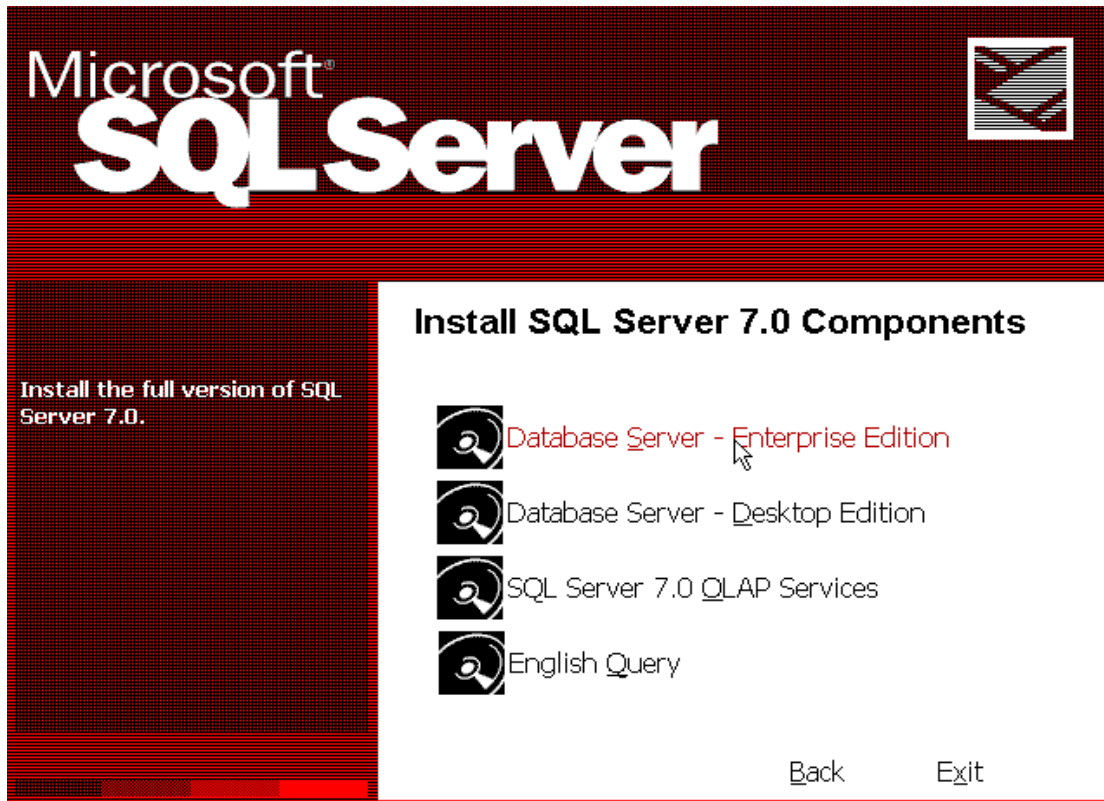 Microsoft®
SQL Server
Install SQL Server 7.0 Components
Install the full version of SQL
Server 7.0.
Database Server - Enterprise Edition
Database Server - Desktop Edition
SQL Server 7.0 OLAP Services
English Query
Back Exit